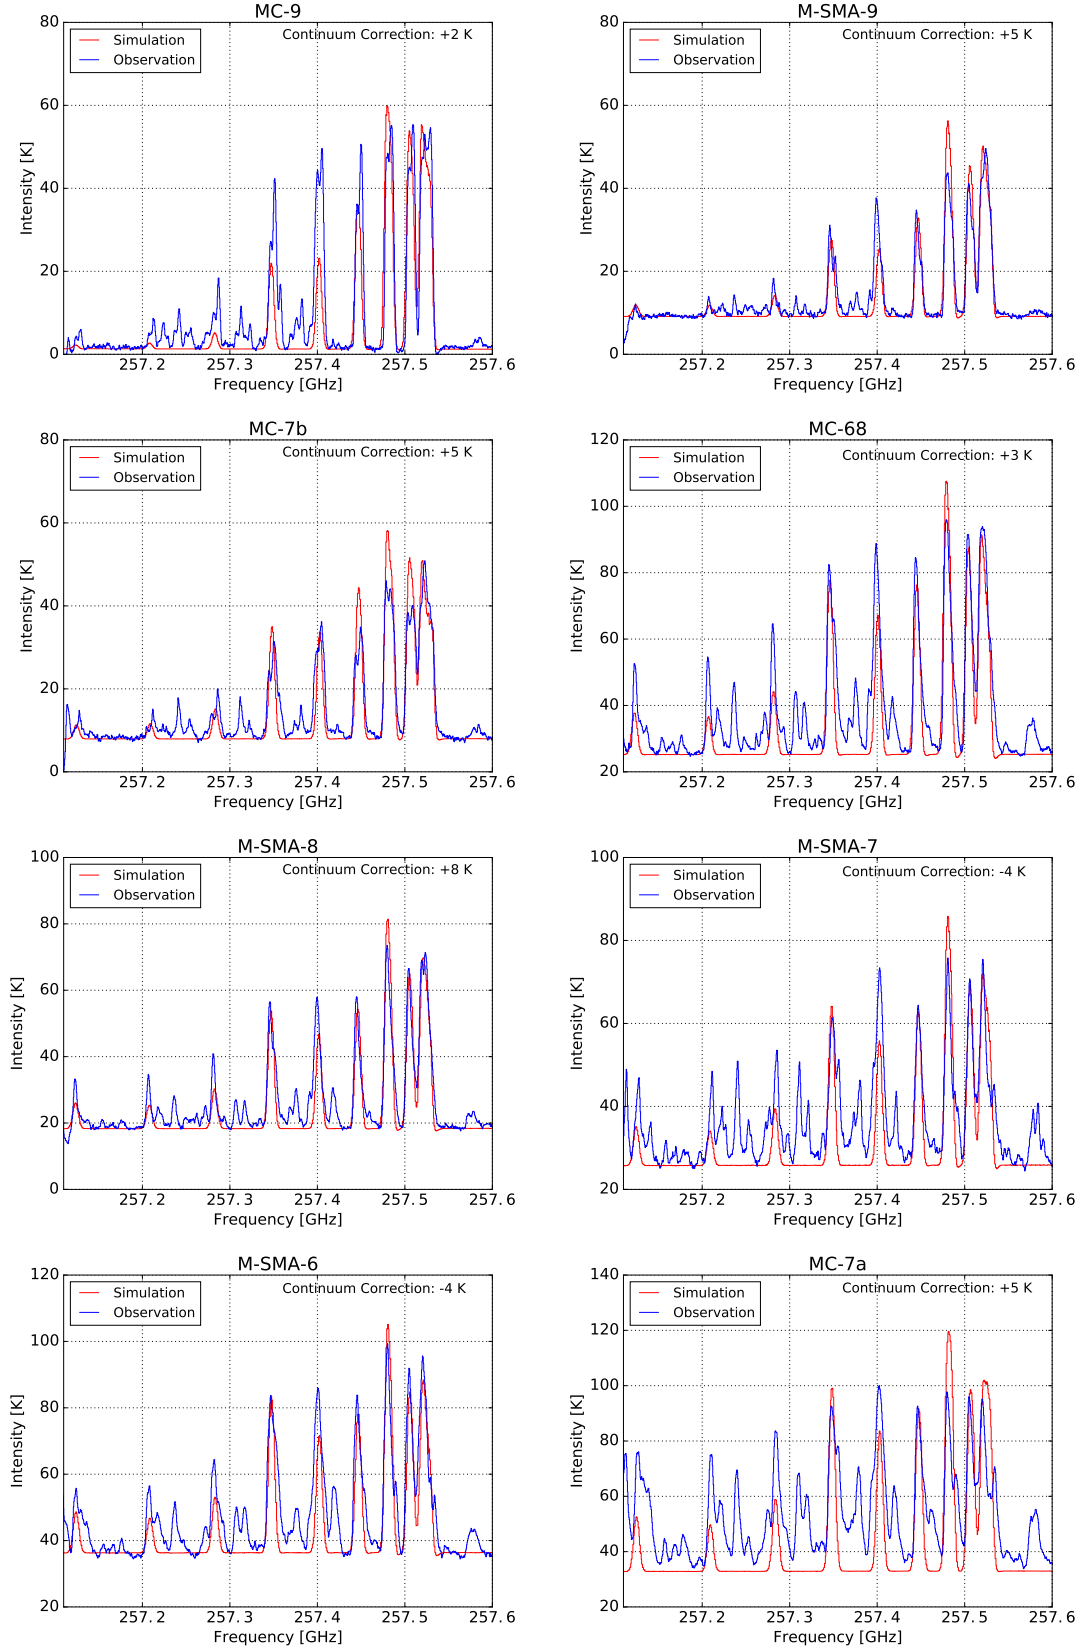 MC-9
Continuum Correction: +2 K
Simulation
Observation
80
60
40
20
0
Intensity [K]
257.2 257.3 257.4 257.5 257.6
Frequency [GHz]
M-SMA-9
Continuum Correction: +5 K
Simulation
Observation
80
60
40
20
0
Intensity [K]
257.2 257.3 257.4 257.5 257.6
Frequency [GHz]
MC-7b
Continuum Correction: +5 K
Simulation
Observation
80
60
40
20
0
Intensity [K]
257.2 257.3 257.4 257.5 257.6
Frequency [GHz]
MC-68
Continuum Correction: +3 K
Simulation
Observation
120
100
80
60
40
20
Intensity [K]
257.2 257.3 257.4 257.5 257.6
Frequency [GHz]
M-SMA-8
Continuum Correction: +8 K
Simulation
Observation
100
80
60
40
20
0
Intensity [K]
257.2 257.3 257.4 257.5 257.6
Frequency [GHz]
M-SMA-7
Continuum Correction: -4 K
Simulation
Observation
100
80
60
40
20
Intensity [K]
257.2 257.3 257.4 257.5 257.6
Frequency [GHz]
M-SMA-6
Continuum Correction: -4 K
Simulation
Observation
120
100
80
60
40
20
Intensity [K]
257.2 257.3 257.4 257.5 257.6
Frequency [GHz]
MC-7a
Continuum Correction: +5 K
Simulation
Observation
140
120
100
80
60
40
20
Intensity [K]
257.2 257.3 257.4 257.5 257.6
Frequency [GHz]